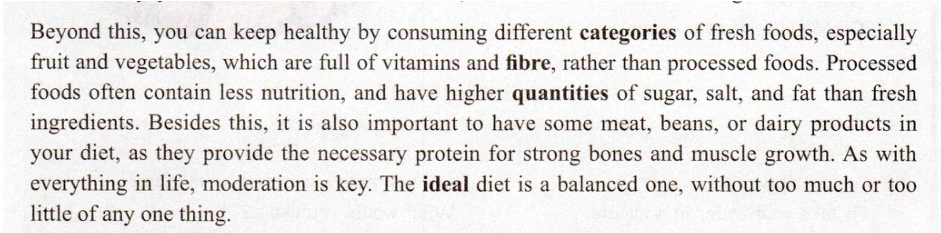 Beyond this, you can keep healthy by consuming different categories of fresh foods, especially
fruit and vegetables, which are full of vitamins and fibre, rather than processed foods. Processed
foods often contain less nutrition, and have higher quantities of sugar, salt, and fat than fresh
ingredients. Besides this, it is also important to have some meat, beans, or dairy products in
your diet, as they provide the necessary protein for strong bones and muscle growth. As with
everything in life, moderation is key. The ideal diet is a balanced one, without too much or too
little of any one thing.